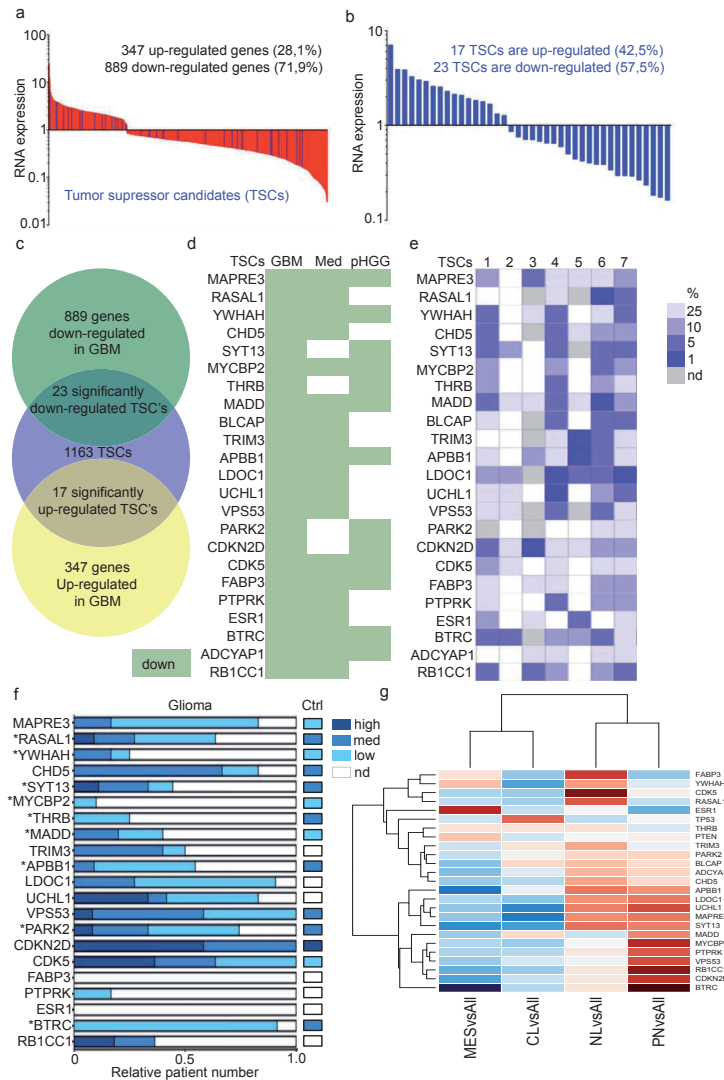 a
347 up-regulated genes (28,1%)
889 down-regulated genes (71,9%)
RNA expression
100
10
1
0.1
0.01
Tumor supressor candidates (TSCs)
b
17 TSCs are up-regulated (42,5%)
23 TSCs are down-regulated (57,5%)
RNA expression
10
1
0.1
c
889 genes
down-regulated
in GBM
23 significantly
down-regulated TSC's
1163 TSCs
17 significantly
up-regulated TSC's
347 genes
Up-regulated
in GBM
d
TSCs GBM Med pHGG
MAPRE3
RASAL1
YWHAH
CHD5
SYT13
MYCBP2
THRB
MADD
BLCAP
TRIM3
APBB1
LDOC1
UCHL1
VPS53
PARK2
CDKN2D
CDK5
FABP3
PTPRK
ESR1
BTRC
ADCYAP1
RB1CC1
down
e
TSCs 1 2 3 4 5 6 7
MAPRE3
RASAL1
YWHAH
CHD5
SYT13
MYCBP2
THRB
MADD
BLCAP
TRIM3
APBB1
LDOC1
UCHL1
VPS53
PARK2
CDKN2D
CDK5
FABP3
PTPRK
ESR1
BTRC
ADCYAP1
RB1CC1
%
25
10
5
1
nd
f
Glioma Ctrl
MAPRE3
*RASAL1
*YWHAH
CHD5
*SYT13
*MYCBP2
*THRB
*MADD
TRIM3
*APBB1
LDOC1
UCHL1
VPS53
*PARK2
CDKN2D
CDK5
FABP3
PTPRK
ESR1
*BTRC
RB1CC1
0 0.5 1.0
Relative patient number
high
med
low
nd
g
FABP3
YWHAH
CDK5
RASAL1
ESR1
TP53
THRB
PTEN
TRIM3
PARK2
BLCAP
ADCYA
CHD5
APBB1
LDOC1
UCHL1
MAPRE
SYT13
MADD
MYCBP
PTPRK
VPS53
RB1CC1
CDKN2D
BTRC
MESvsAll
CLvsAll
NLvsAll
PNvsAll